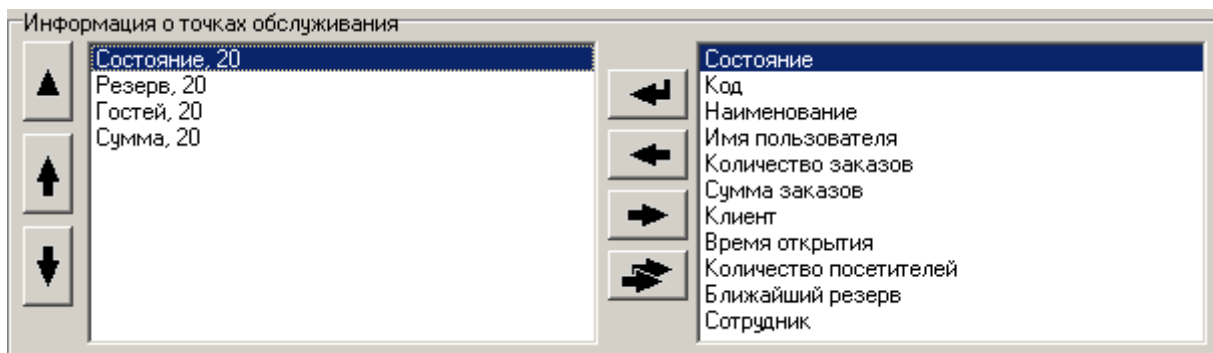 Информация о точках обслуживания
Состояние, 20
Резерв, 20
Гостей, 20
Сумма, 20
Состояние
Код
Наименование
Имя пользователя
Количество заказов
Сумма заказов
Клиент
Время открытия
Количество посетителей
Ближайший резерв
Сотрудник